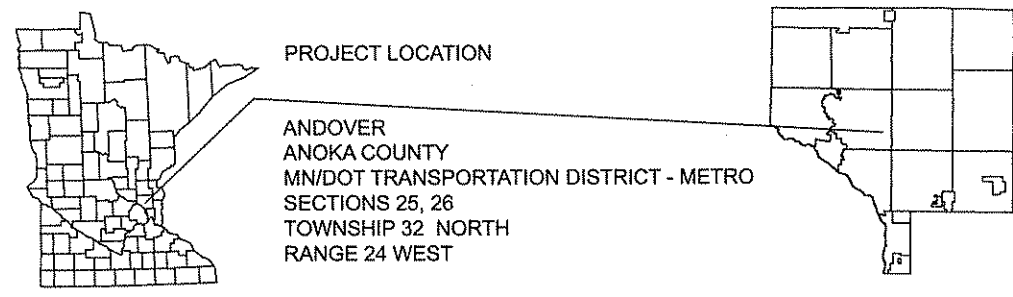 PROJECT LOCATION
ANDOVER
ANOKA COUNTY
MN/DOT TRANSPORTATION DISTRICT - METRO
SECTIONS 25, 26
TOWNSHIP 32 NORTH
RANGE 24 WEST